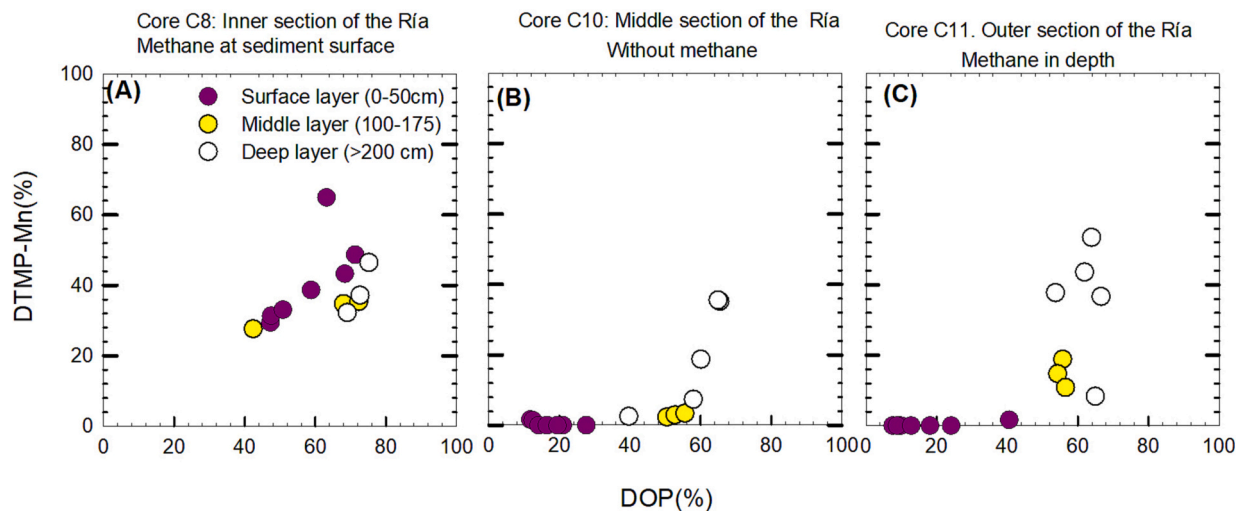 Core C8: Inner section of the Ría
Methane at sediment surface
Core C10: Middle section of the Ría
Without methane
Core C11. Outer section of the Ría
Methane in depth
(A)
Surface layer (0-50cm)
Middle layer (100-175)
Deep layer (>200 cm)
(B)
(C)
DTMP-Mn(%)
100
80
60
40
20
0
0 20 40 60 80 100
0 20 40 60 80 100
0 20 40 60 80 100
DOP(%)